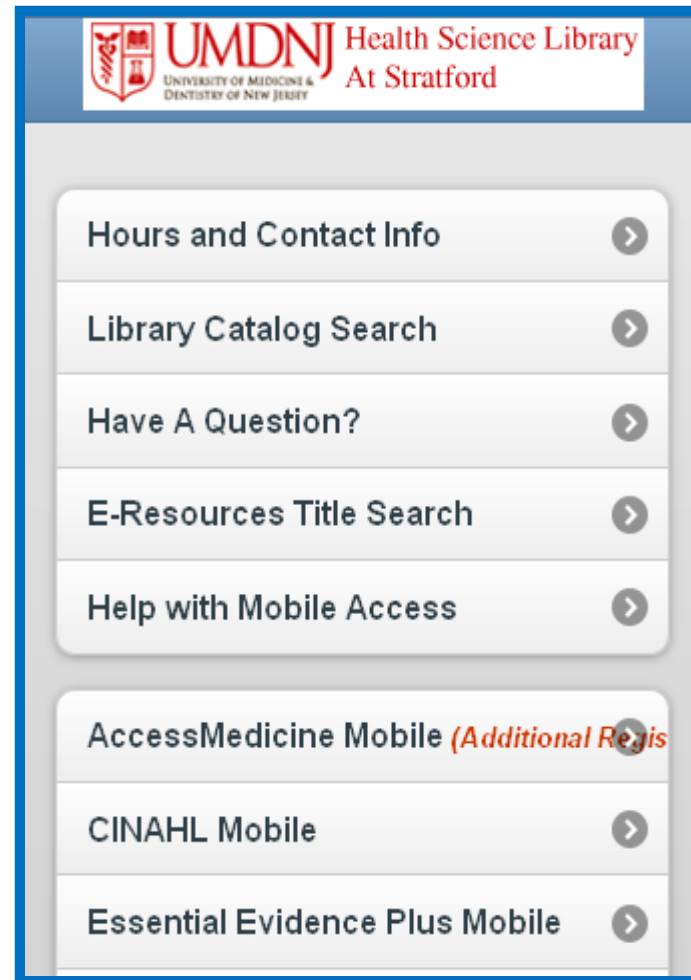 UMDNJ
UNIVERSITY OF MEDICINE &
DENTISTRY OF NEW JERSEY
Health Science Library
At Stratford
Hours and Contact Info
Library Catalog Search
Have A Question?
E-Resources Title Search
Help with Mobile Access
AccessMedicine Mobile (Additional Regis
CINAHL Mobile
Essential Evidence Plus Mobile